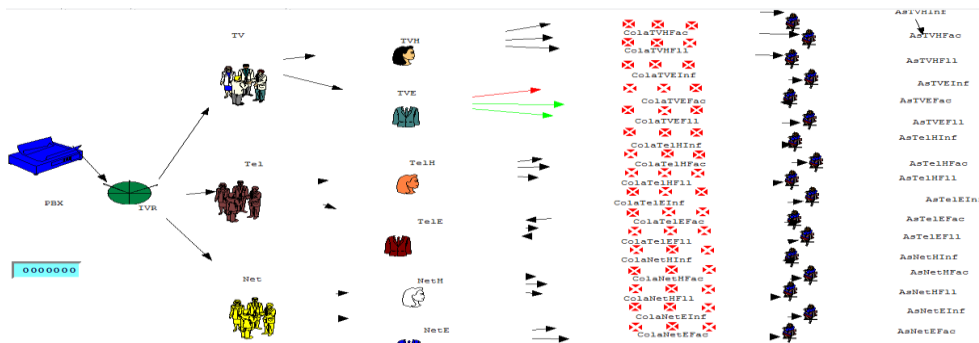 TV
Tel
Net
PBX
IVR
0000000
TVH
TVE
TelH
TelE
NetH
NetE
ColaTVHFac
ColaTVHFll
ColaTVEInf
ColaTVEFac
ColaTVEFll
ColaTelHInf
ColaTelHFac
ColaTelHFll
ColaTelEInf
ColaTelEFac
ColaTelEFll
ColaNetHInf
ColaNetHFac
ColaNetHFll
ColaNetEInf
ColaNetEFac
AsTVHInf
AsTVHFac
AsTVHFll
AsTVEInf
AsTVEFac
AsTVEFll
AsTelHInf
AsTelHFac
AsTelHFll
AsTelEInf
AsTelEFac
AsTelEFll
AsNetHInf
AsNetHFac
AsNetHFll
AsNetEInf
AsNetEFac